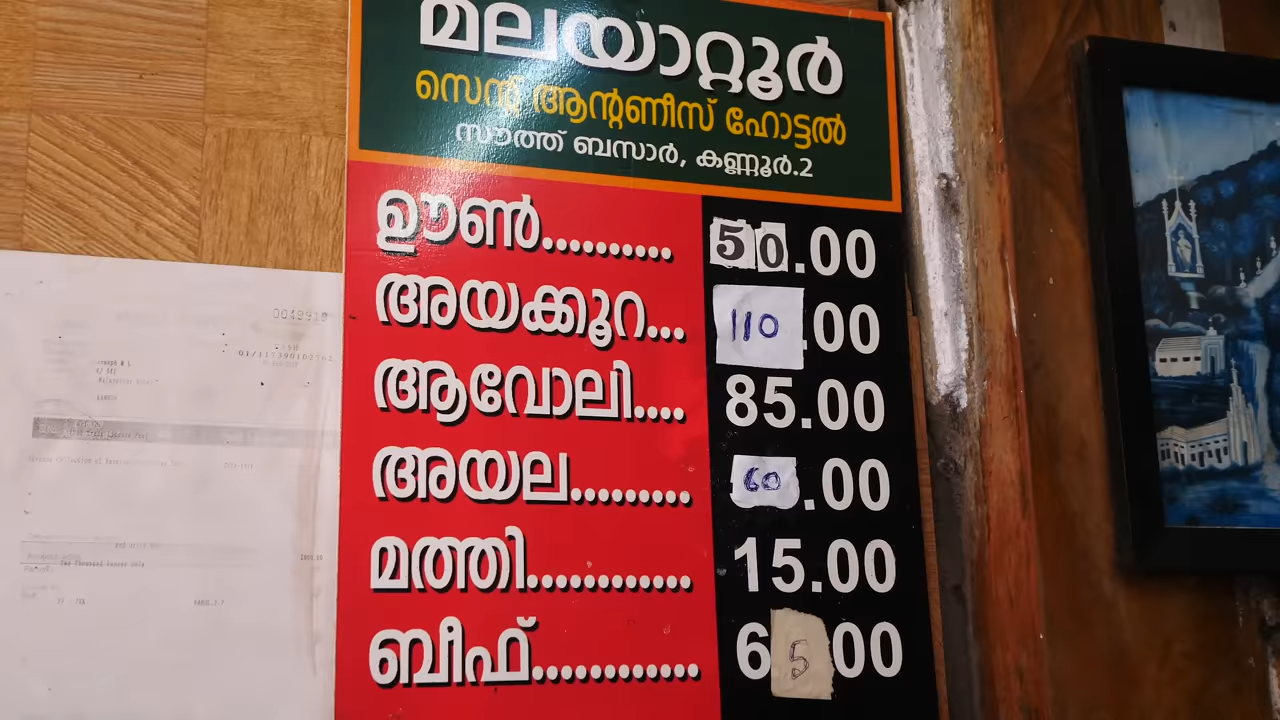 മലയാറ്റൂർ
സെന്റ് ആന്റണീസ് ഹോട്ടൽ
സൗത്ത് ബസാർ, കണ്ണൂർ.2
ഊൺ.......... 50.00
അയക്കൂറ... 110.00
ആവോലി.... 85.00
അയല......... 60.00
മത്തി............ 15.00
ബീഫ്............ 65.00
0049919